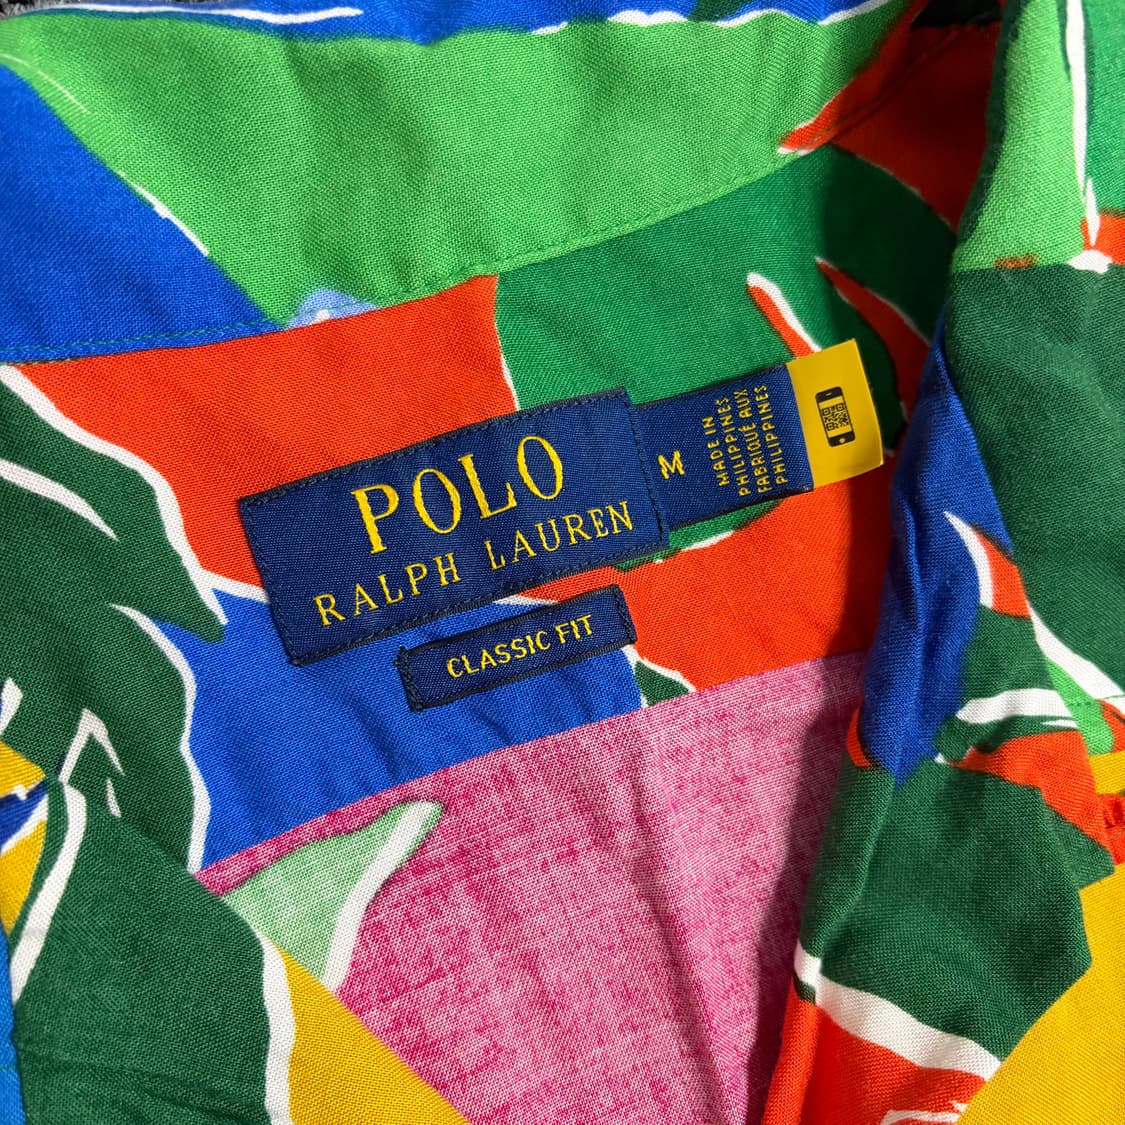 POLO
RALPH LAUREN
CLASSIC FIT
M
MADE IN
PHILIPPINES
FABRIQUÉ AUX
PHILIPPINES